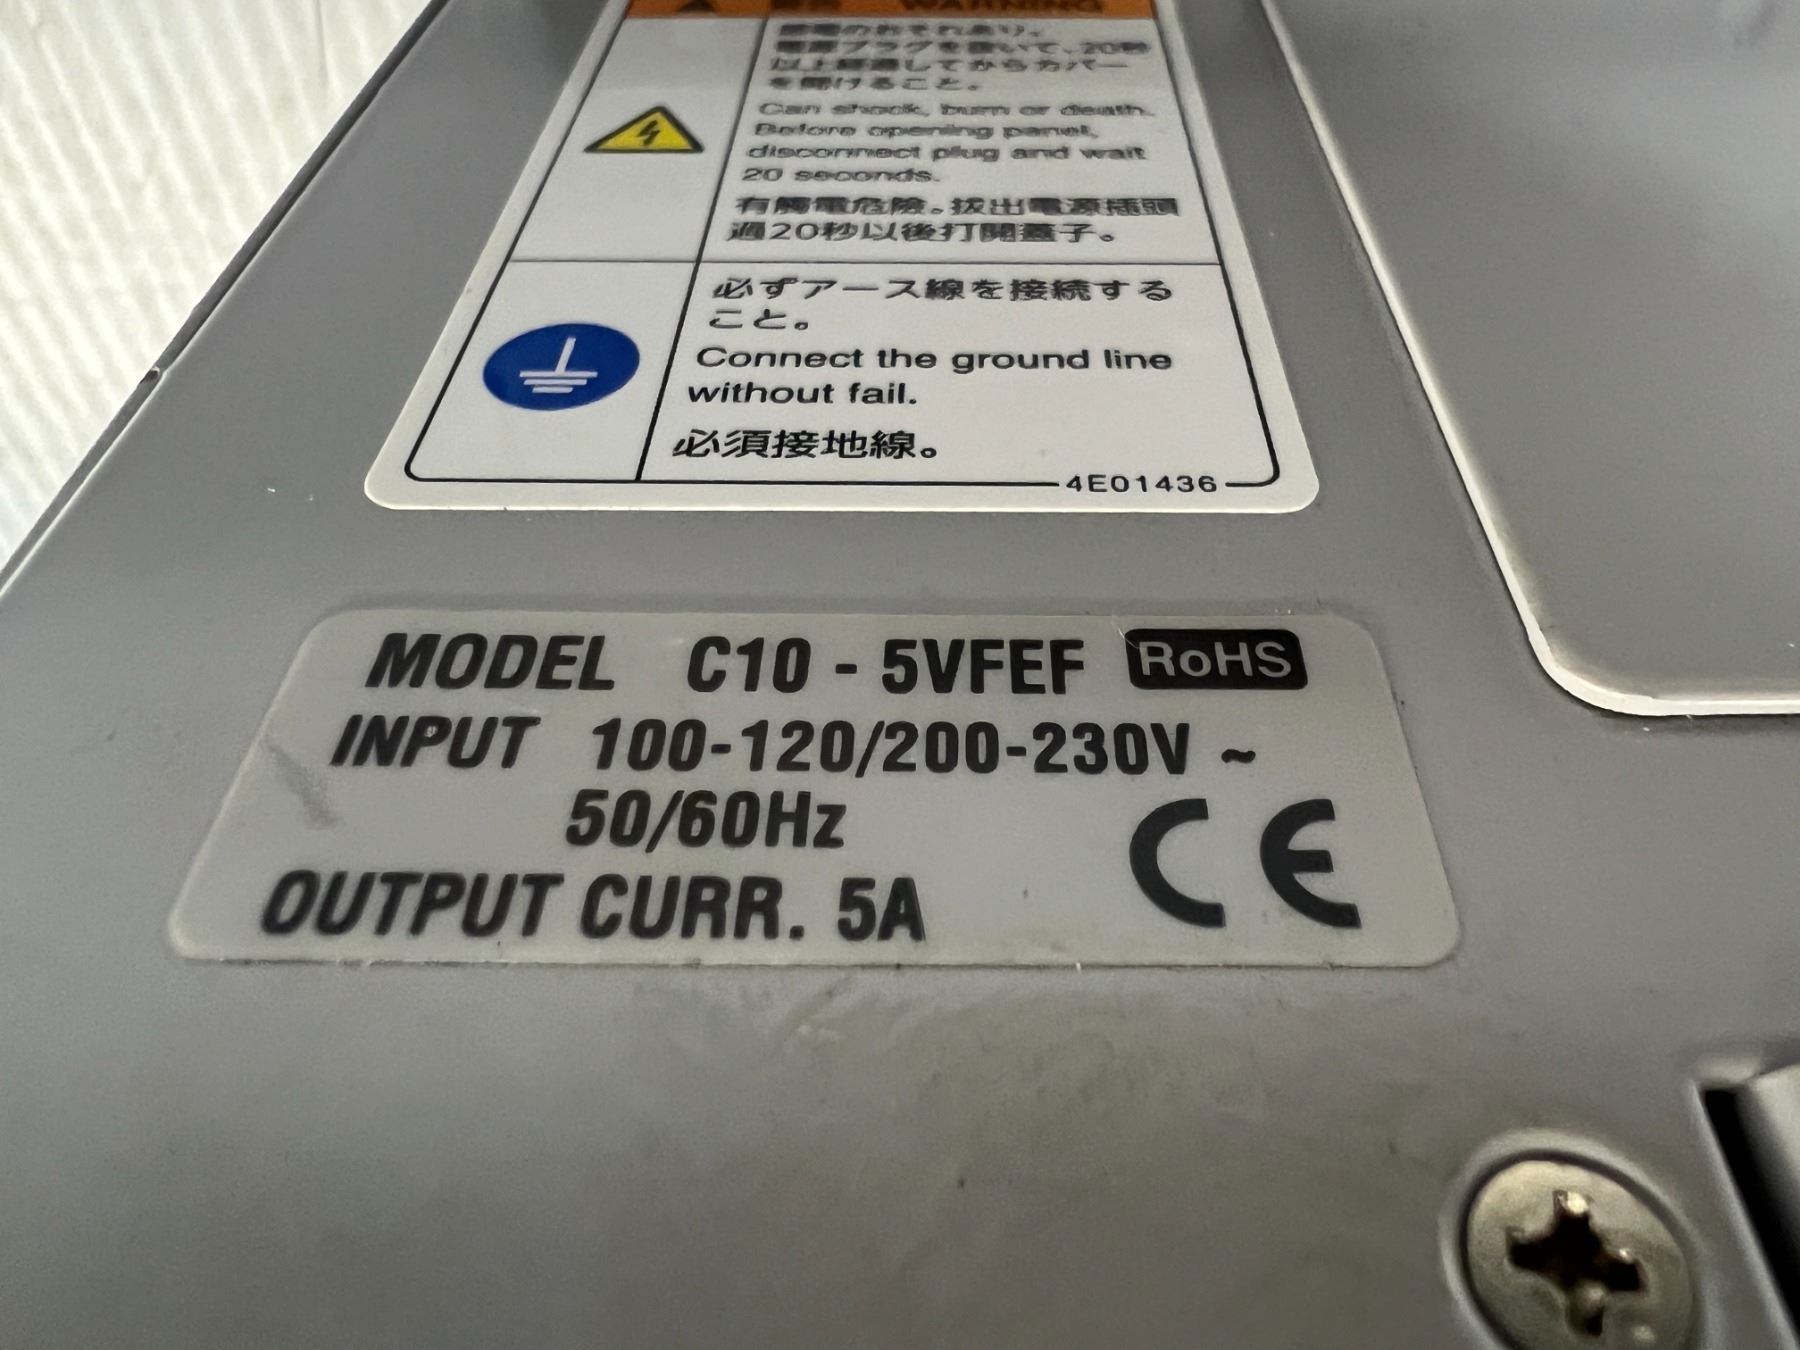 WARNING
感電のおそれあり。
電源プラグを抜いて、20秒
以上経過してからカバー
を開けること。
Can shock, burn or death.
Before opening panel,
disconnect plug and wait
20 seconds.
有觸電危險。拔出電源插頭
過20秒以後打開蓋子。
必ずアース線を接続する
こと。
Connect the ground line
without fail.
必須接地線。
4E01436
MODEL C10 - 5VFEF RoHS
INPUT 100-120/200-230V ~
50/60Hz
OUTPUT CURR. 5A
CE